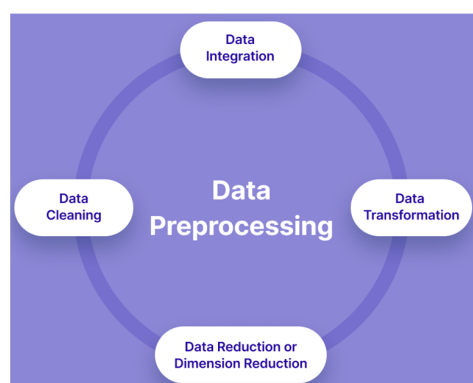 Data
Integration
Data
Cleaning
Data
Preprocessing
Data
Transformation
Data Reduction or
Dimension Reduction